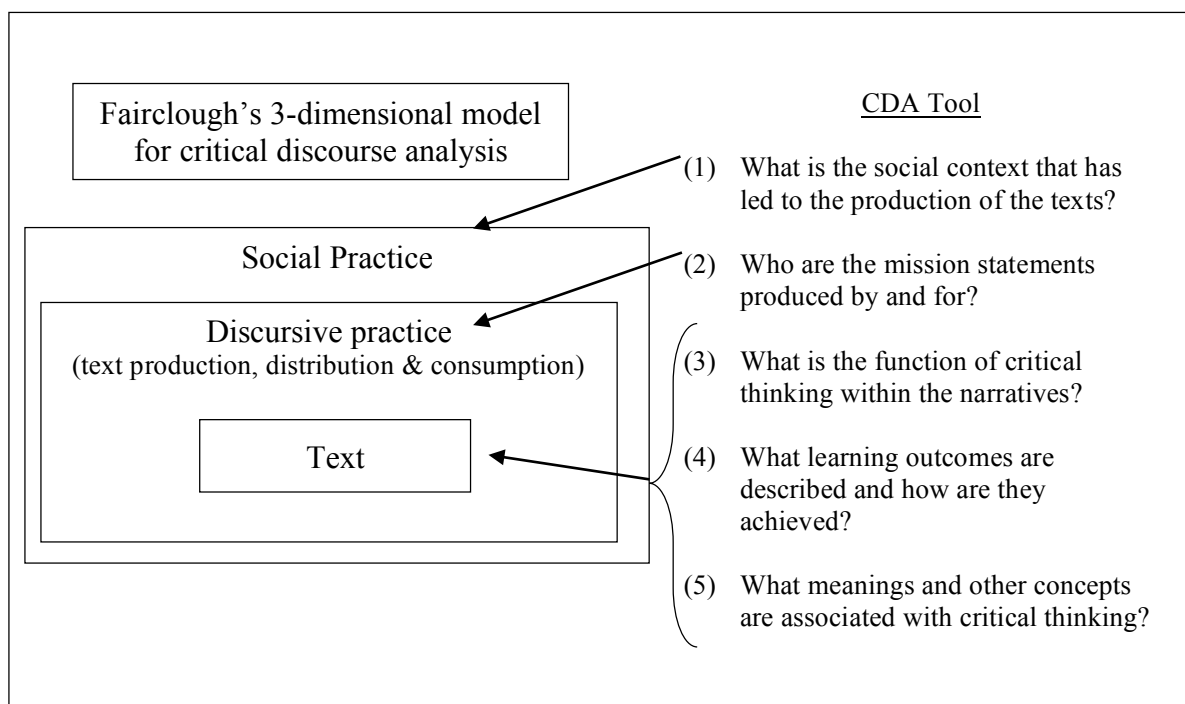 Fairclough’s 3-dimensional model
for critical discourse analysis
Social Practice
Discursive practice
(text production, distribution & consumption)
Text
CDA Tool
(1) What is the social context that has
led to the production of the texts?
(2) Who are the mission statements
produced by and for?
(3) What is the function of critical
thinking within the narratives?
(4) What learning outcomes are
described and how are they
achieved?
(5) What meanings and other concepts
are associated with critical thinking?